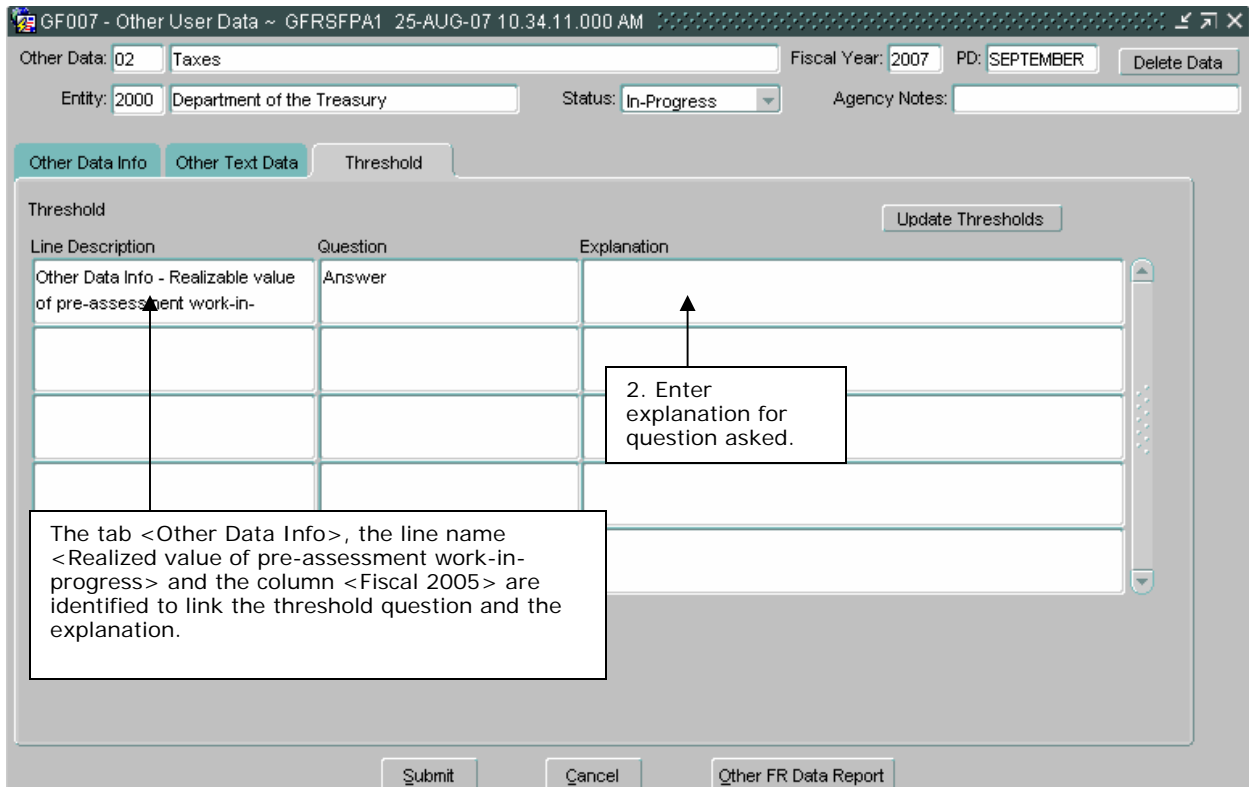 GF007 - Other User Data ~ GFRSFPA1 25-AUG-07 10.34.11.000 AM
Other Data: 02 Taxes Fiscal Year: 2007 PD: SEPTEMBER Delete Data
Entity: 2000 Department of the Treasury Status: In-Progress Agency Notes:
Other Data Info Other Text Data Threshold
Threshold
Update Thresholds
Line Description Question Explanation
Other Data Info - Realizable value
of pre-assessment work-in-
Answer
2. Enter
explanation for
question asked.
The tab <Other Data Info>, the line name
<Realized value of pre-assessment work-in-
progress> and the column <Fiscal 2005> are
identified to link the threshold question and the
explanation.
Submit Cancel Other FR Data Report